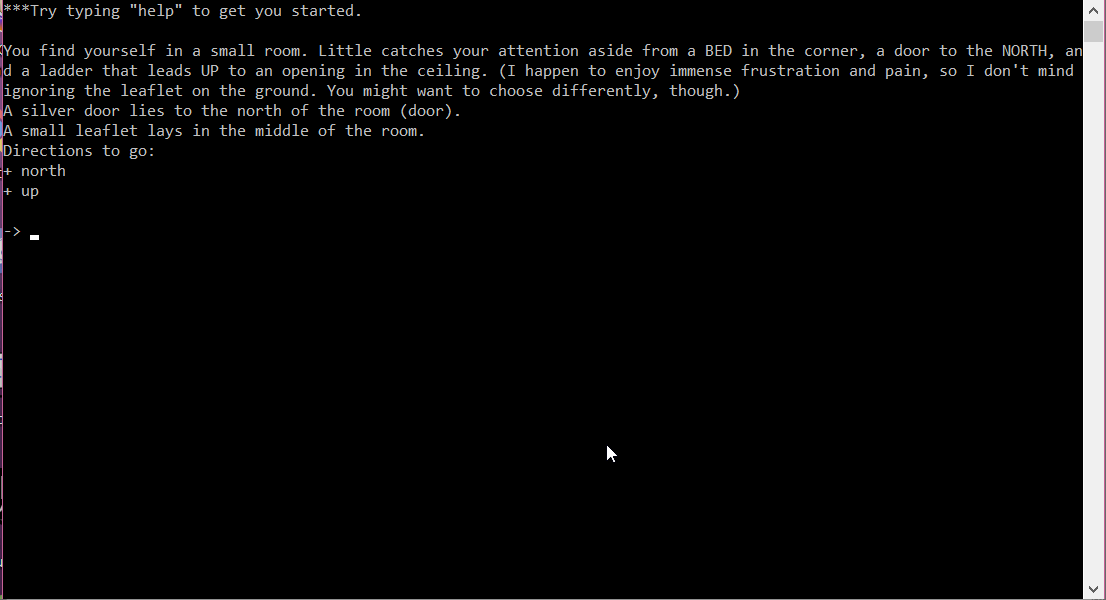 ***Try typing "help" to get you started.
You find yourself in a small room. Little catches your attention aside from a BED in the corner, a door to the NORTH, an
d a ladder that leads UP to an opening in the ceiling. (I happen to enjoy immense frustration and pain, so I don't mind
ignoring the leaflet on the ground. You might want to choose differently, though.)
A silver door lies to the north of the room (door).
A small leaflet lays in the middle of the room.
Directions to go:
+ north
+ up
->